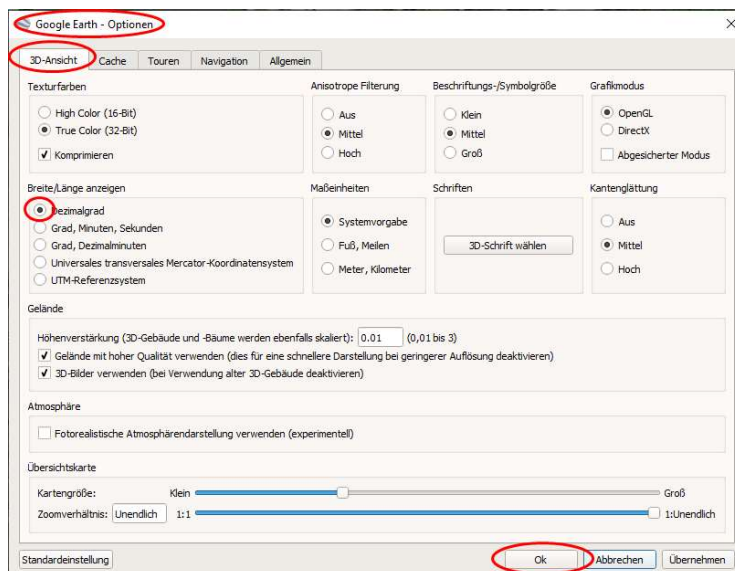 Google Earth - Optionen
3D-Ansicht Cache Touren Navigation Allgemein
Texturfarben
High Color (16-Bit)
True Color (32-Bit)
Komprimieren
Anisotrope Filterung
Aus
Mittel
Hoch
Beschriftungs-/Symbolgröße
Klein
Mittel
Groß
Grafikmodus
OpenGL
DirectX
Abgesicherter Modus
Breite/Länge anzeigen
Dezimalgrad
Grad, Minuten, Sekunden
Grad, Dezimalminuten
Universales transversales Mercator-Koordinatensystem
UTM-Referenzsystem
Maßeinheiten
Systemvorgabe
Fuß, Meilen
Meter, Kilometer
Schriften
3D-Schrift wählen
Kantenglättung
Aus
Mittel
Hoch
Gelände
Höhenverstärkung (3D-Gebäude und -Bäume werden ebenfalls skaliert): 0.01 (0,01 bis 3)
Gelände mit hoher Qualität verwenden (dies für eine schnellere Darstellung bei geringerer Auflösung deaktivieren)
3D-Bilder verwenden (bei Verwendung alter 3D-Gebäude deaktivieren)
Atmosphäre
Fotorealistische Atmosphärendarstellung verwenden (experimentell)
Übersichtskarte
Kartengröße: Klein Groß
Zoomverhältnis: Unendlich 1:1 1:Unendlich
Standardeinstellung Ok Abbrechen Übernehmen